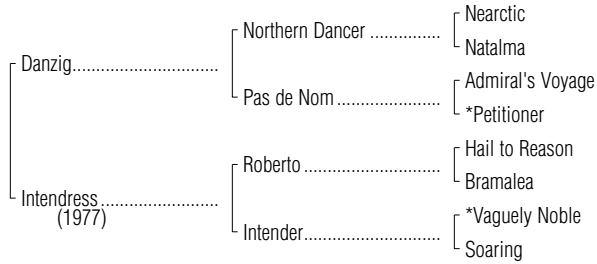 Nearctic
Northern Dancer ................
Natalma
Danzig.................................
Admiral's Voyage
Pas de Nom.......................
*Petitioner
Hail to Reason
Roberto ..............................
Bramalea
Intendress...........................
(1977)
*Vaguely Noble
Intender..............................
Soaring